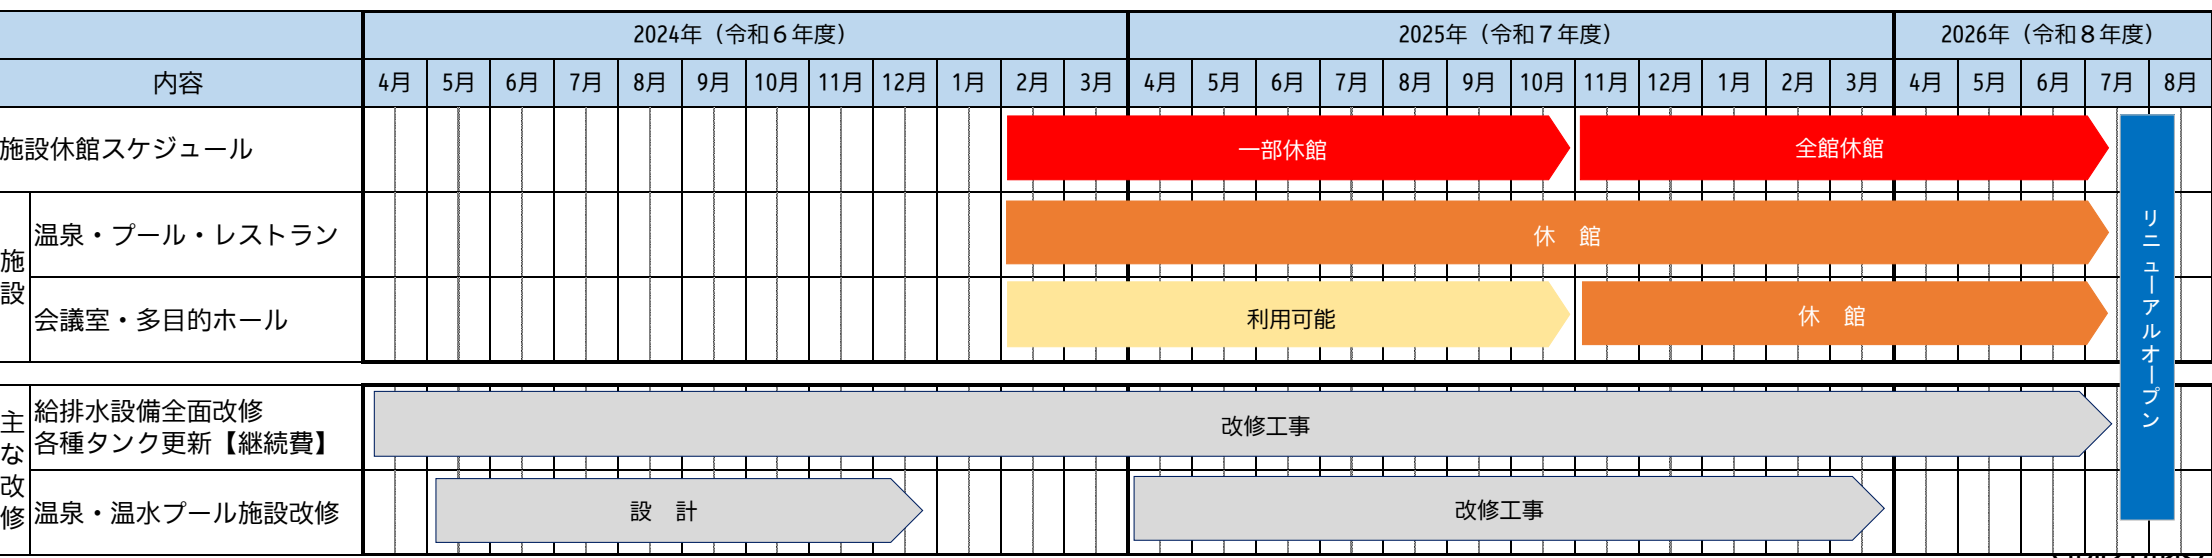 2024年（令和６年度）
2025年（令和７年度）
2026年（令和８年度）
内容
4月 5月 6月 7月 8月 9月 10月 11月 12月 1月 2月 3月 4月 5月 6月 7月 8月 9月 10月 11月 12月 1月 2月 3月 4月 5月 6月 7月 8月
施設休館スケジュール
一部休館
全館休館
施設
温泉・プール・レストラン
休　館
会議室・多目的ホール
利用可能
休　館
リニューアルオープン
主な改修
給排水設備全面改修
各種タンク更新【継続費】
改修工事
温泉・温水プール施設改修
設　計
改修工事